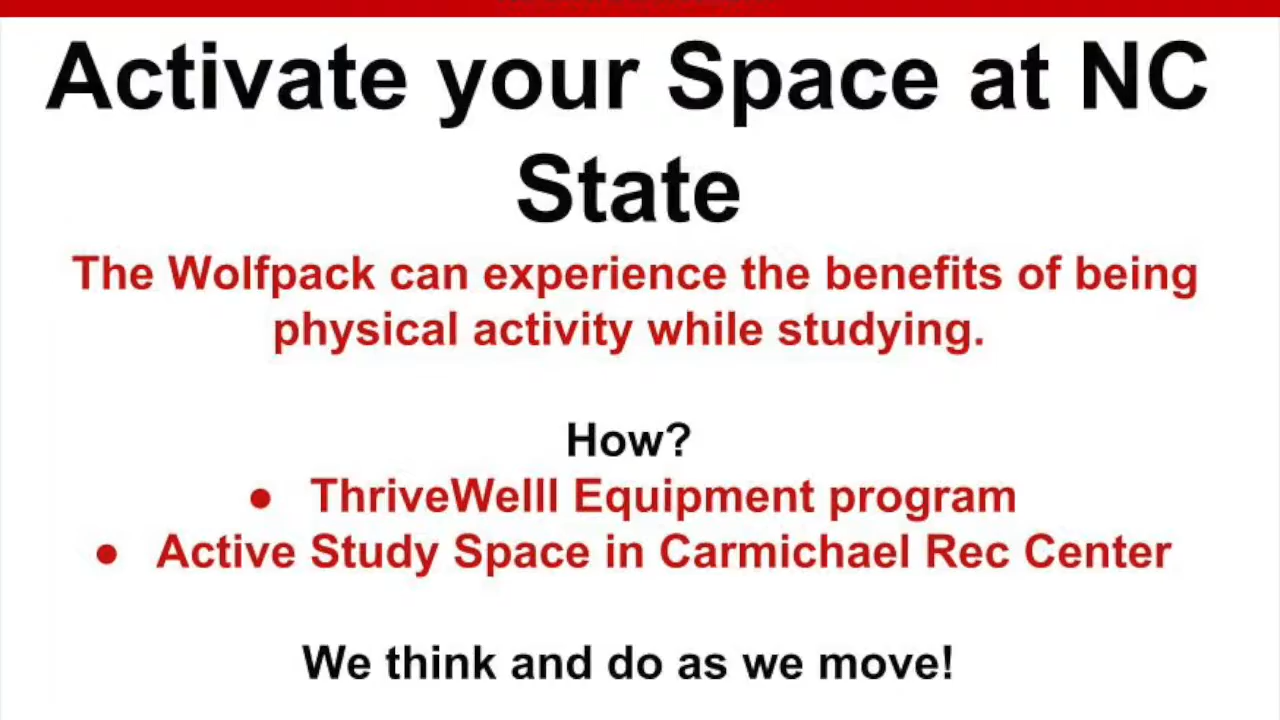 Activate your Space at NC
State
The Wolfpack can experience the benefits of being
physical activity while studying.
How?
● ThriveWelll Equipment program
● Active Study Space in Carmichael Rec Center
We think and do as we move!